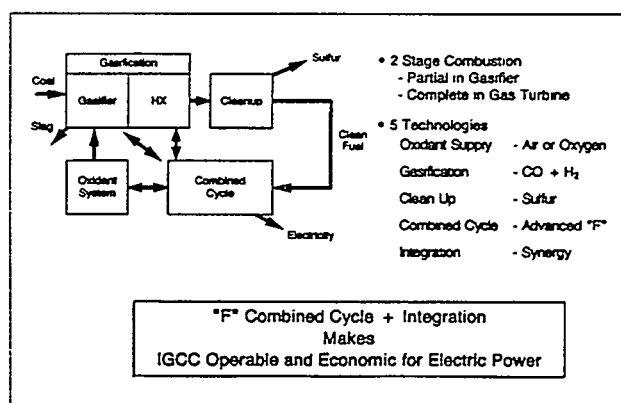 Gasification
Coal
Gasifier
HX
Cleanup
Sulfur
Slag
Clean
Fuel
Oxidant
System
Combined
Cycle
Electricity
• 2 Stage Combustion
- Partial in Gasifier
- Complete in Gas Turbine
• 5 Technologies
Oxidant Supply - Air or Oxygen
Gasification - CO + H₂
Clean Up - Sulfur
Combined Cycle - Advanced "F"
Integration - Synergy
"F" Combined Cycle + Integration
Makes
IGCC Operable and Economic for Electric Power